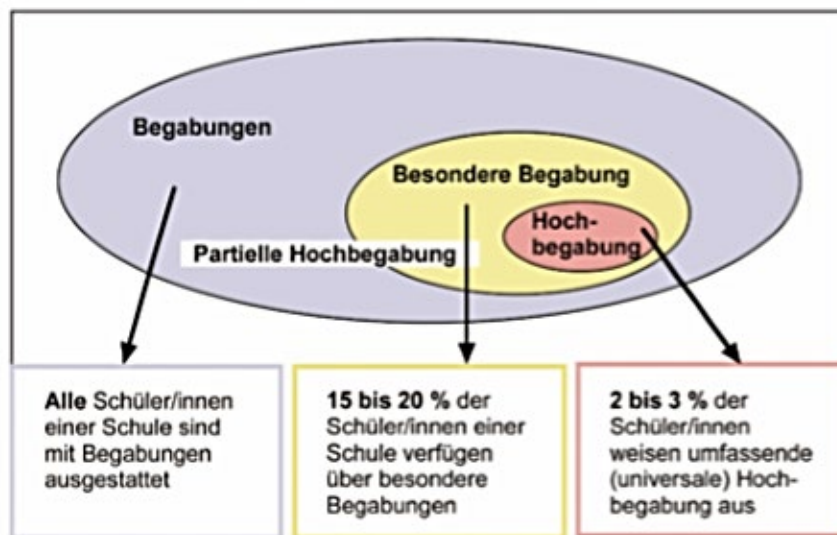 Begabungen
Besondere Begabung
Hoch-
begabung
Partielle Hochbegabung
Alle Schüler/innen
einer Schule sind
mit Begabungen
ausgestattet
15 bis 20 % der
Schüler/innen einer
Schule verfügen
über besondere
Begabungen
2 bis 3 % der
Schüler/innen
weisen umfassende
(universale) Hoch-
begabung aus